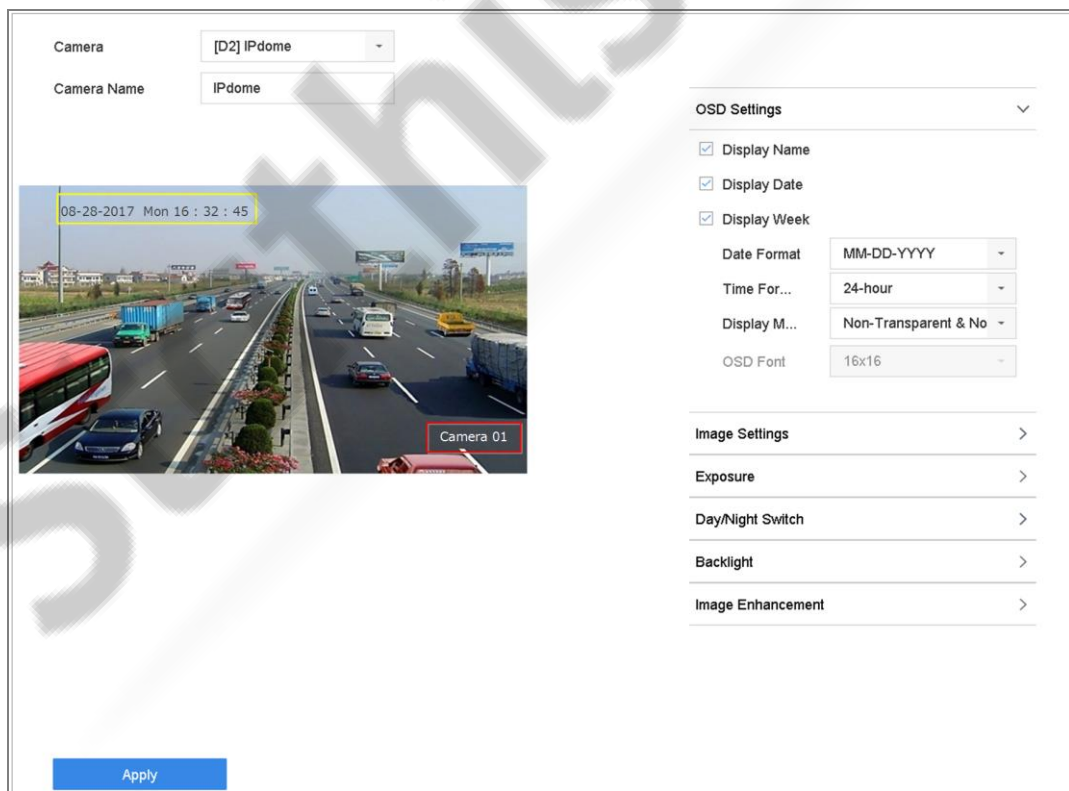 Camera
[D2] IPdome
Camera Name
IPdome
OSD Settings
Display Name
Display Date
Display Week
Date Format
MM-DD-YYYY
Time For...
24-hour
Display M...
Non-Transparent & No
OSD Font
16x16
08-28-2017 Mon 16 : 32 : 45
Camera 01
Image Settings
Exposure
Day/Night Switch
Backlight
Image Enhancement
Apply